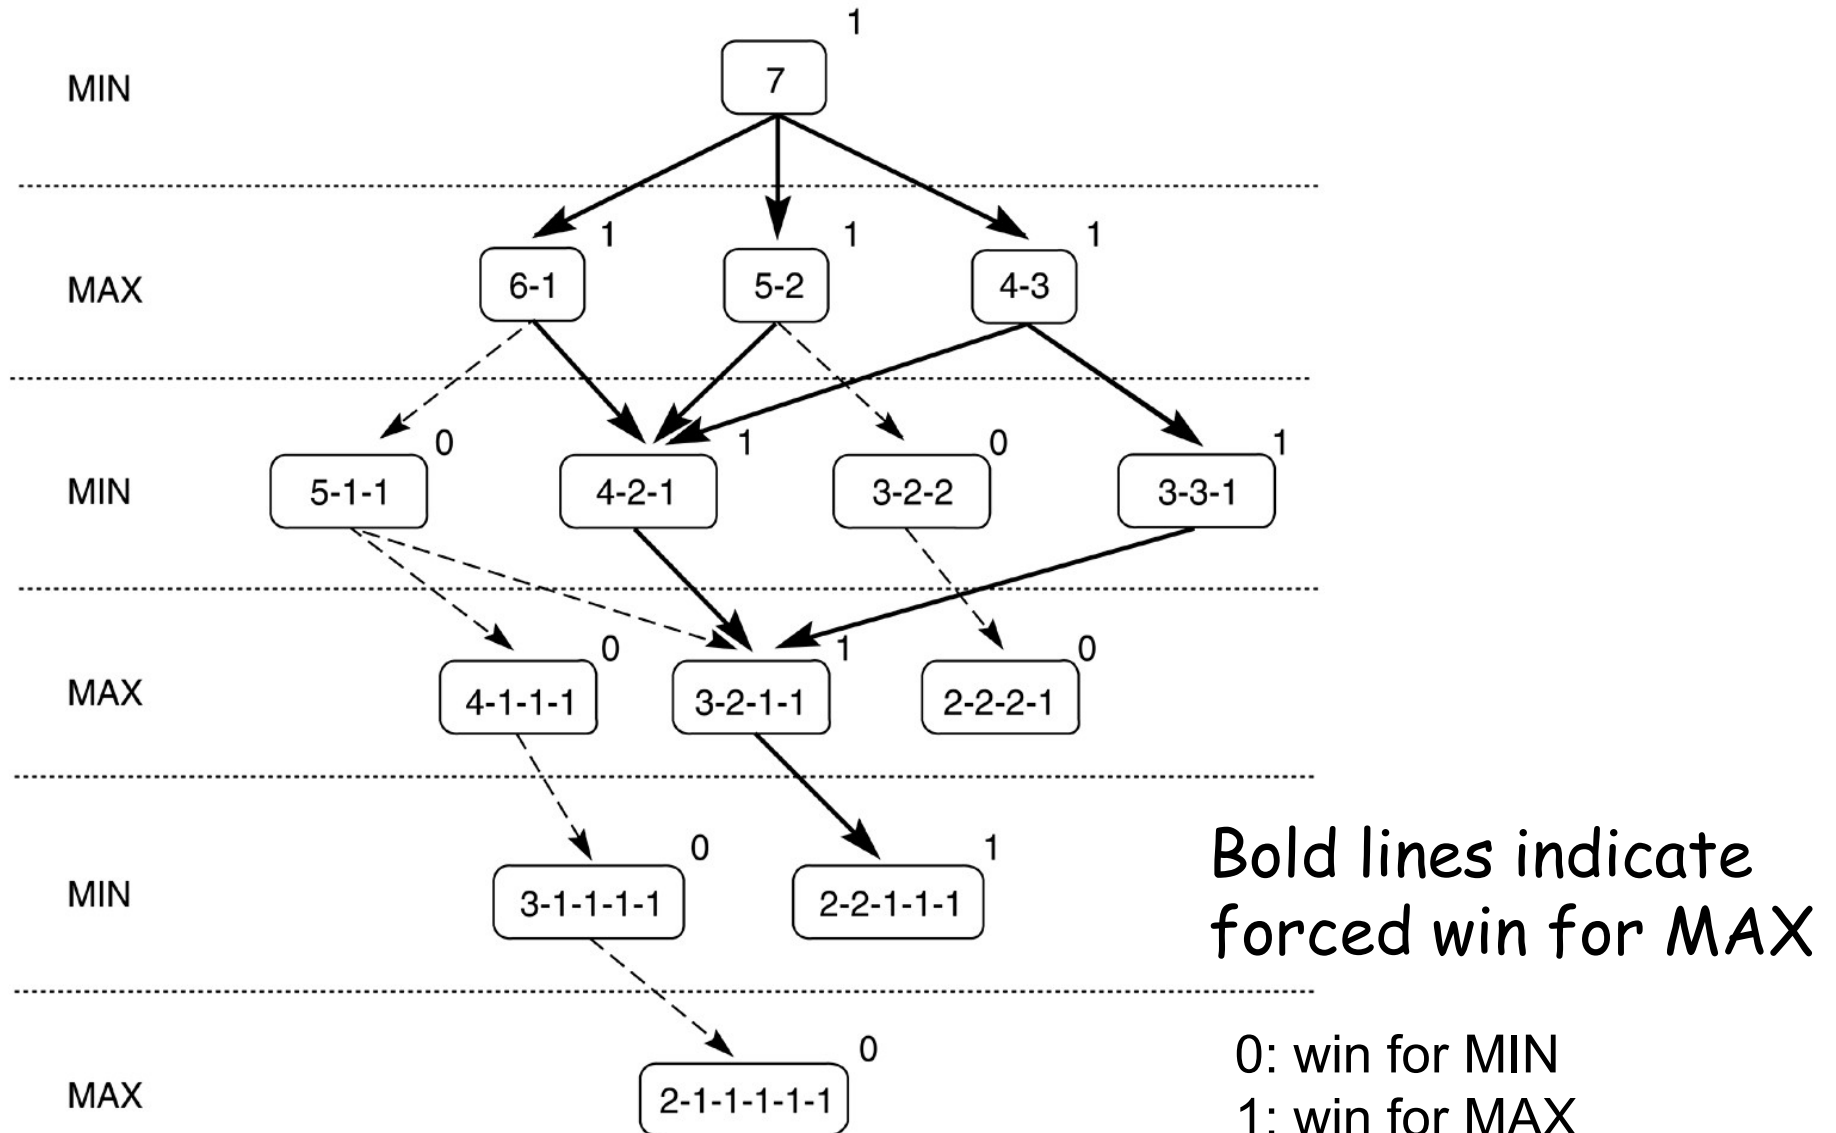 1
MIN
7
1
1
1
MAX
6-1
5-2
4-3
0
1
0
1
MIN
5-1-1
4-2-1
3-2-2
3-3-1
0
1
0
MAX
4-1-1-1
3-2-1-1
2-2-2-1
0
1
MIN
3-1-1-1-1
2-2-1-1-1
Bold lines indicate
forced win for MAX
0
MAX
2-1-1-1-1-1
0: win for MIN
1: win for MAX